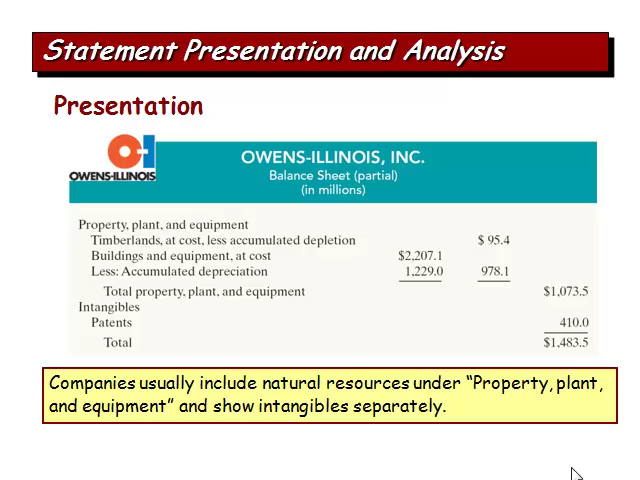 Statement Presentation and Analysis
Presentation
OWENS-ILLINOIS
OWENS-ILLINOIS, INC.
Balance Sheet (partial)
(in millions)
Property, plant, and equipment
Timberlands, at cost, less accumulated depletion $ 95.4
Buildings and equipment, at cost $2,207.1
Less: Accumulated depreciation 1,229.0 978.1
Total property, plant, and equipment $1,073.5
Intangibles
Patents 410.0
Total $1,483.5
Companies usually include natural resources under “Property, plant,
and equipment” and show intangibles separately.